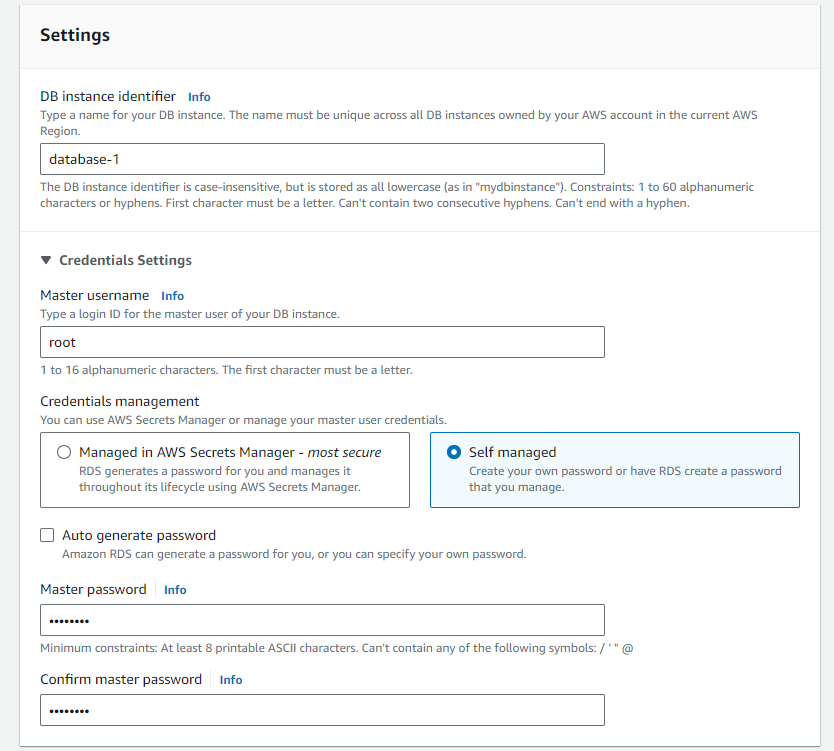 Settings
DB instance identifier Info
Type a name for your DB instance. The name must be unique across all DB instances owned by your AWS account in the current AWS
Region.
database-1
The DB instance identifier is case-insensitive, but is stored as all lowercase (as in "mydbinstance"). Constraints: 1 to 60 alphanumeric
characters or hyphens. First character must be a letter. Can't contain two consecutive hyphens. Can't end with a hyphen.
Credentials Settings
Master username Info
Type a login ID for the master user of your DB instance.
root
1 to 16 alphanumeric characters. The first character must be a letter.
Credentials management
You can use AWS Secrets Manager or manage your master user credentials.
Managed in AWS Secrets Manager - most secure
RDS generates a password for you and manages it
throughout its lifecycle using AWS Secrets Manager.
Self managed
Create your own password or have RDS create a password
that you manage.
Auto generate password
Amazon RDS can generate a password for you, or you can specify your own password.
Master password Info
••••••••
Minimum constraints: At least 8 printable ASCII characters. Can't contain any of the following symbols: / ' " @
Confirm master password Info
••••••••